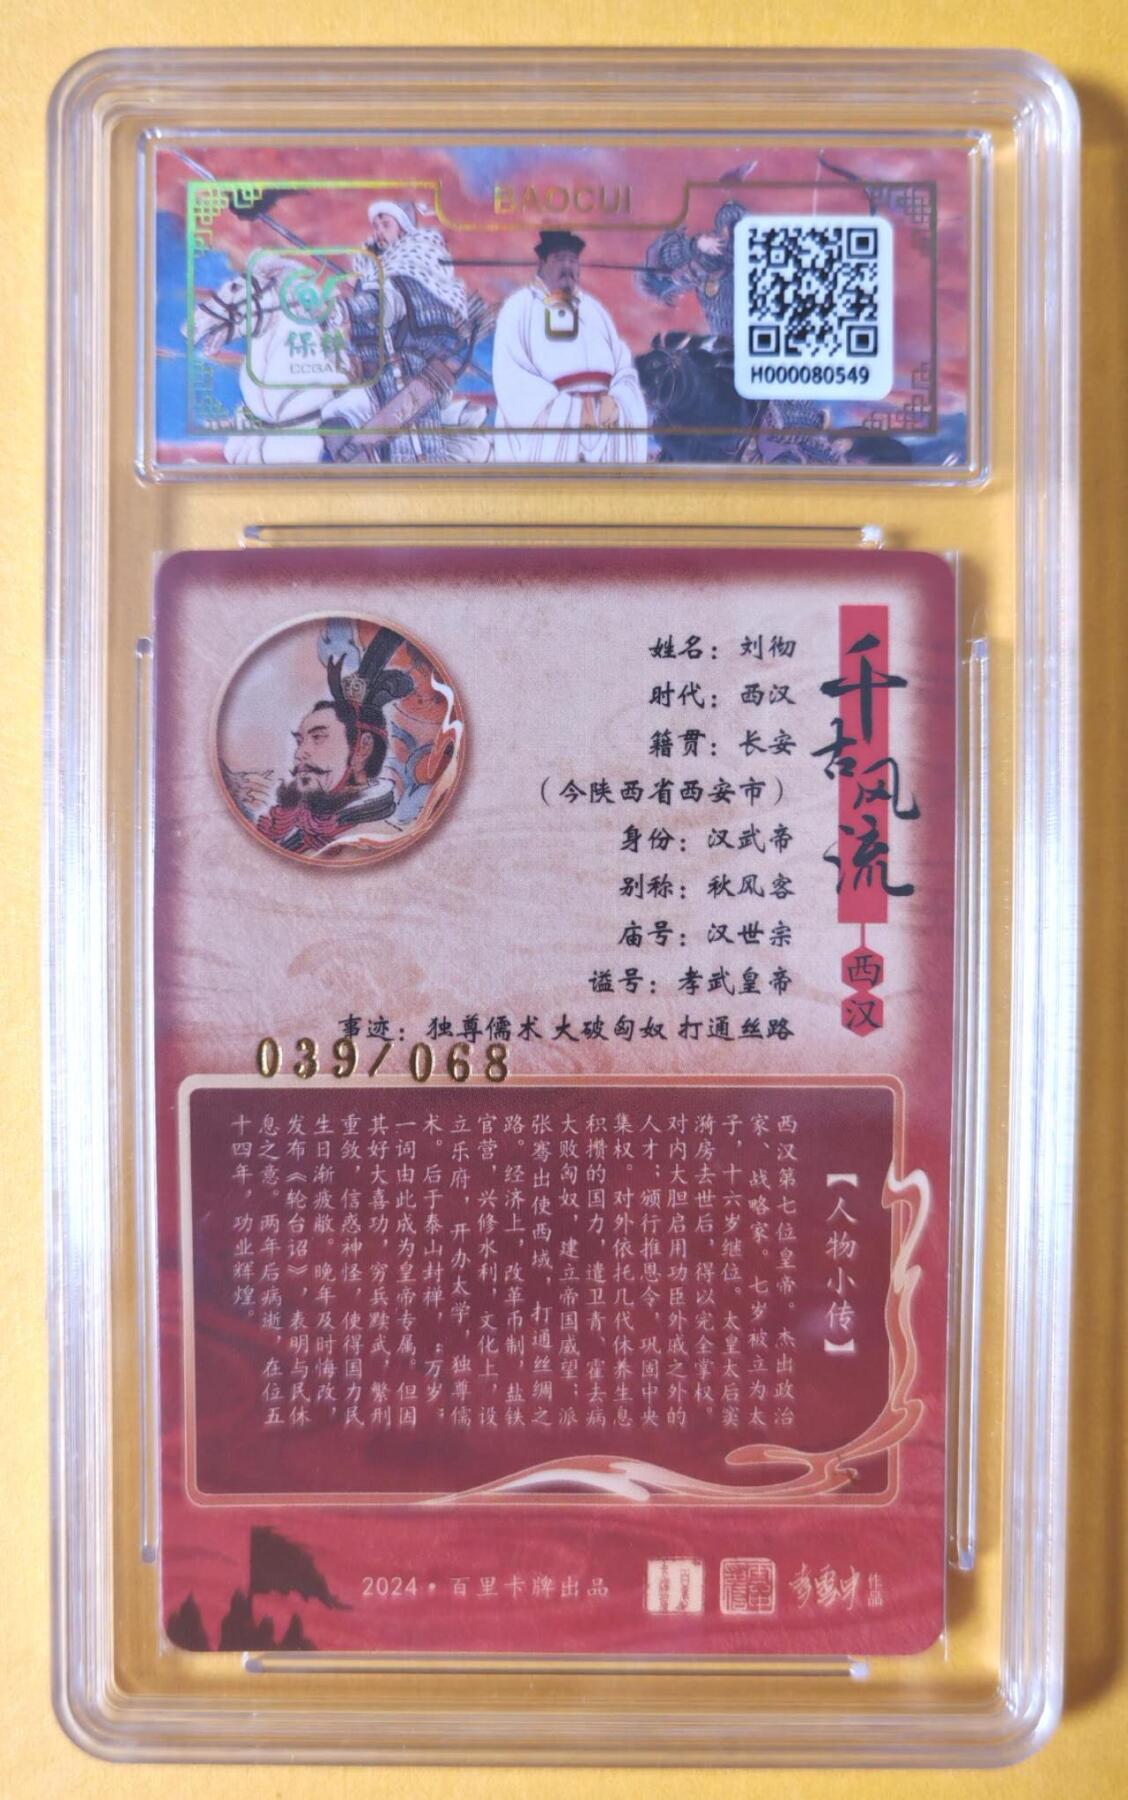 BAOCUI
保粹
CCGA
H000080549
千古风流
西汉
姓名：刘彻
时代：西汉
籍贯：长安
（今陕西省西安市）
身份：汉武帝
别称：秋风客
庙号：汉世宗
谥号：孝武皇帝
事迹：独尊儒术 大破匈奴 打通丝路
039/068
【人物小传】
西汉第七位皇帝。杰出政治
家、战略家。七岁被立为太
子，十六岁继位。太皇太后窦
漪房去世后，得以完全掌权。
对内大胆启用功臣外戚之外的
人才；颁行推恩令，巩固中央
集权。对外依托几代休养生息
积攒的国力，遣卫青、霍去病
大败匈奴，建立帝国威望；派
张骞出使西域，打通丝绸之
路。经济上，改革币制，盐铁
官营，兴修水利，文化上，设
立乐府，开办太学，独尊儒
术。后于泰山封禅，：万岁；
一词由此成为皇帝专属。但因
其好大喜功，穷兵黩武，繁刑
重敛，信惑神怪，使得国力民
生日渐疲敝。晚年及时悔改，
发布《轮台诏》，表明与民休
息之意。两年后病逝，在位五
十四年，功业辉煌。
2024·百里卡牌出品
李云中
作品